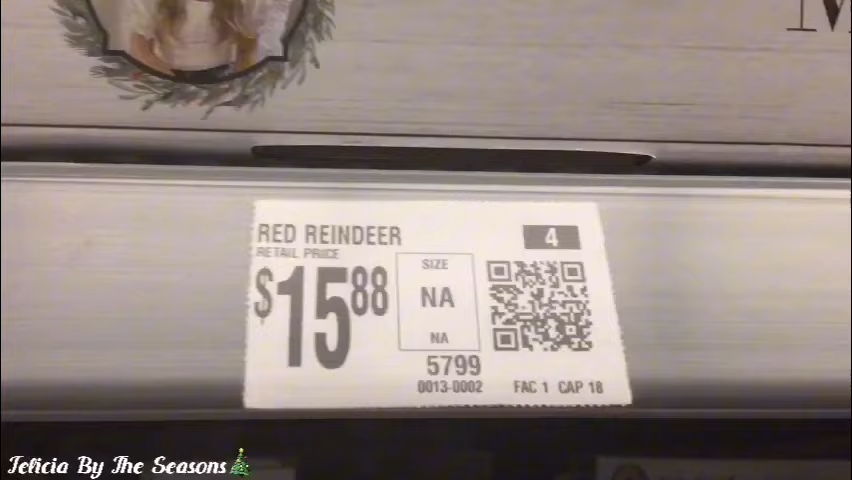 RED REINDEER
4
RETAIL PRICE
$15.88
SIZE
NA
NA
5799
0013-0002
FAC 1 CAP 18
Felicia By The Seasons